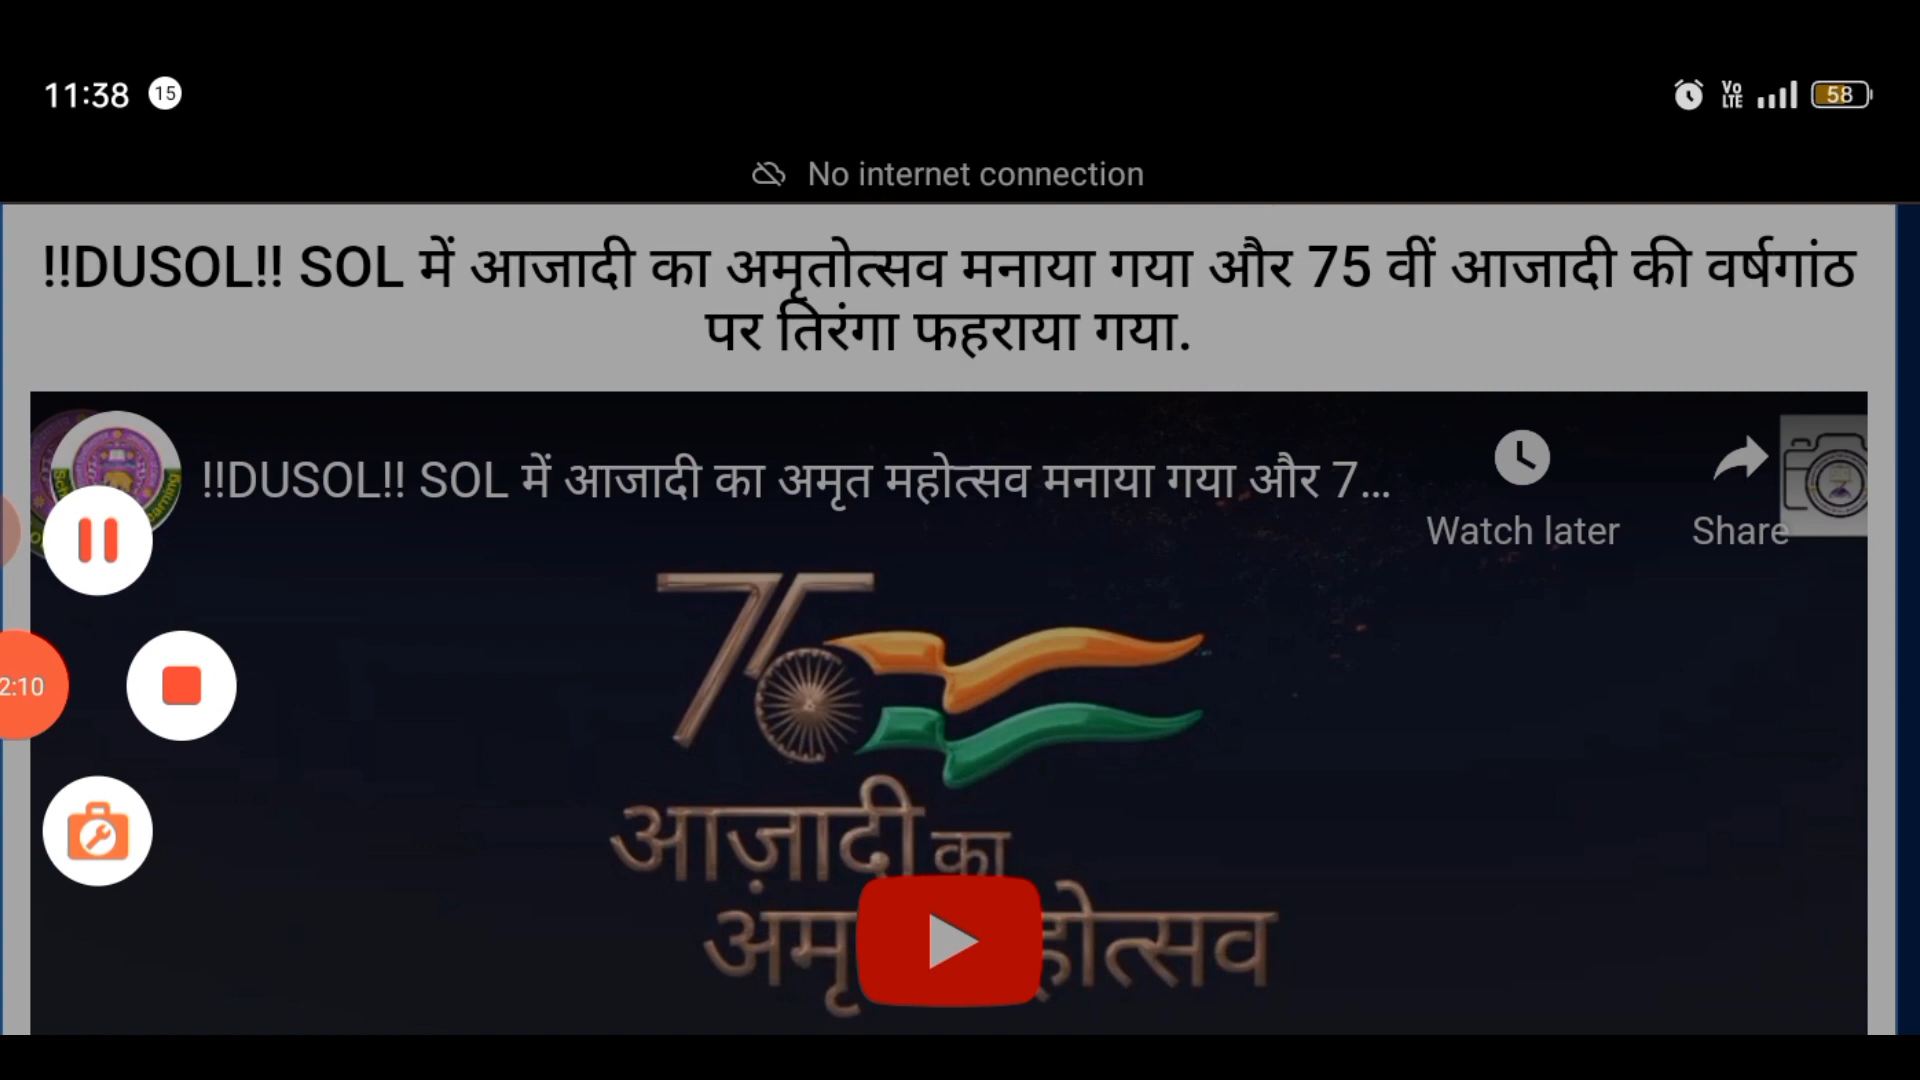 11:38 15
Vo LTE 58
No internet connection
!!DUSOL!! SOL में आजादी का अमृतोत्सव मनाया गया और 75 वीं आजादी की वर्षगांठ
पर तिरंगा फहराया गया.
!!DUSOL!! SOL में आजादी का अमृत महोत्सव मनाया गया और 7...
Watch later
Share
75
2:10
आज़ादी का